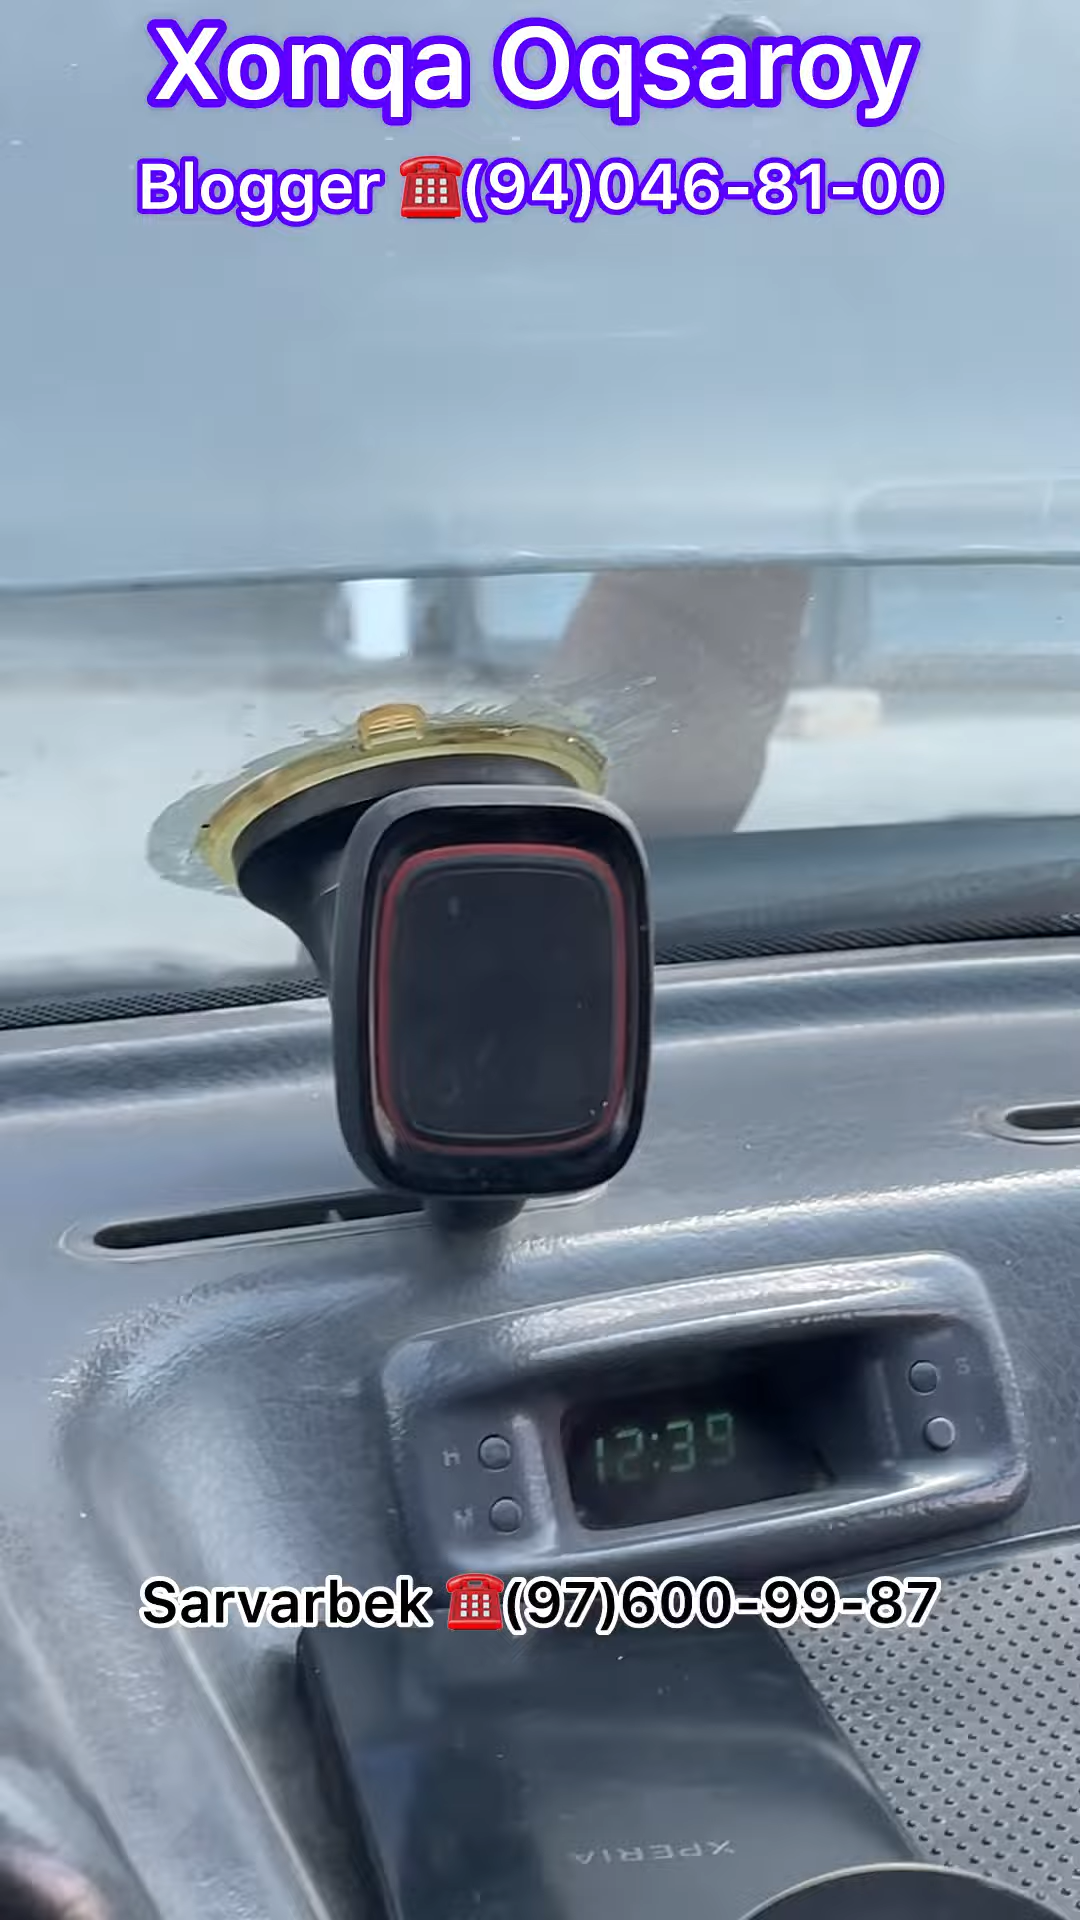 Xonqa Oqsaroy
Blogger ☎️(94)046-81-00
12:39
H
M
S
Sarvarbek ☎️(97)600-99-87
XPERIA